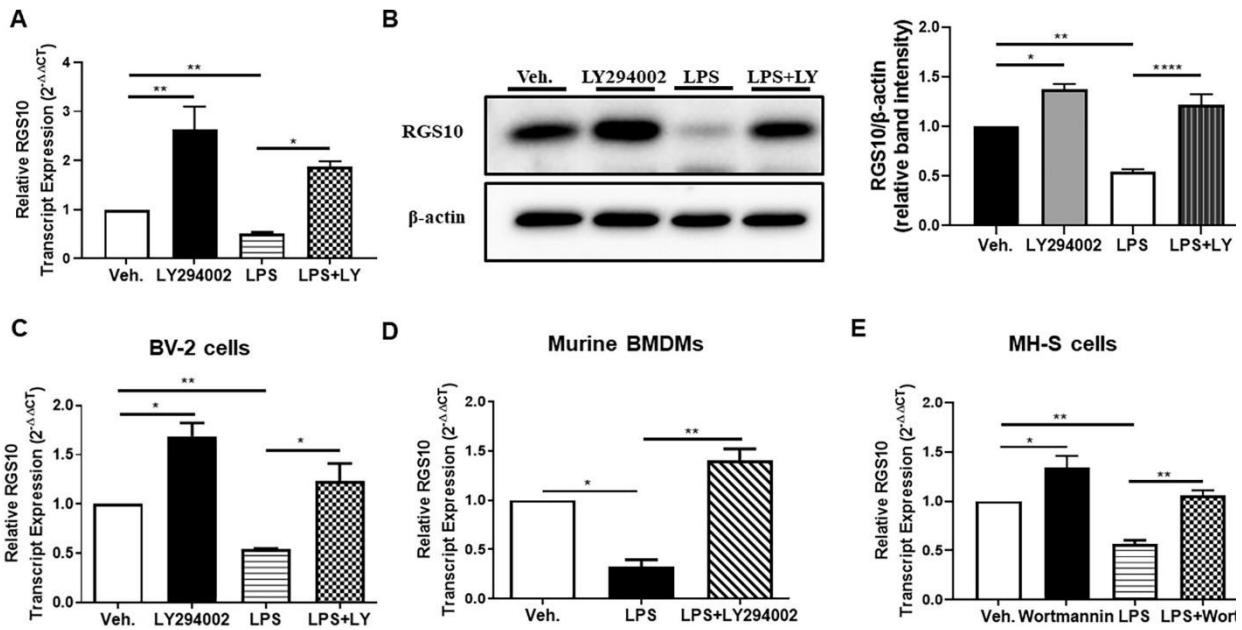 A
Relative RGS10
Transcript Expression (2-ΔΔCT)
4
3
2
1
0
**
**
*
Veh.
LY294002
LPS
LPS+LY
B
Veh.
LY294002
LPS
LPS+LY
RGS10
β-actin
RGS10/β-actin
(relative band intensity)
2.0
1.5
1.0
0.5
0.0
**
*
****
Veh.
LY294002
LPS
LPS+LY
C
BV-2 cells
Relative RGS10
Transcript Expression (2-ΔΔCT)
2.0
1.5
1.0
0.5
0.0
**
*
*
Veh.
LY294002
LPS
LPS+LY
D
Murine BMDMs
Relative RGS10
Transcript Expression (2-ΔΔCT)
2.0
1.5
1.0
0.5
0.0
**
*
Veh.
LPS
LPS+LY294002
E
MH-S cells
Relative RGS10
Transcript Expression (2-ΔΔCT)
2.0
1.5
1.0
0.5
0.0
**
*
**
Veh.
Wortmannin
LPS
LPS+Wort